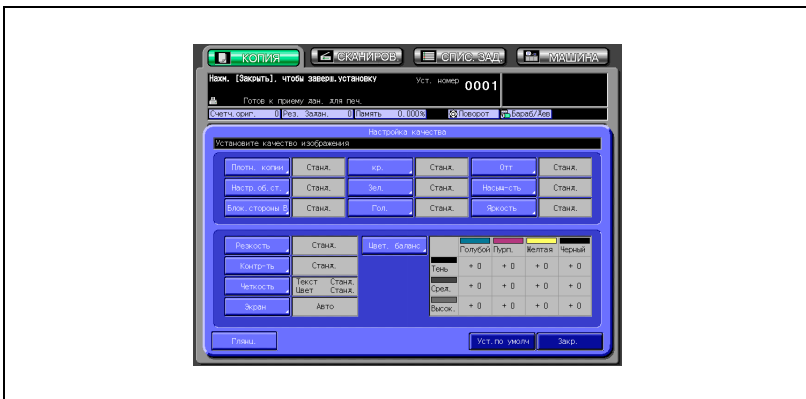 КОПИЯ СКАНИРОВ. СПИС. ЗАД. МАШИНА
Нажм. [Закрыть], чтобы заверш.установку Уст. номер 0001
Готов к приему дан. для печ.
Счетч.ориг. 0 Рез. Задан. 0 Память 0.000% Поворот Бараб/Лев
Настройка качества
Установите качество изображения
Плотн. копии Станд. кр. Станд. Отт Станд.
Настр.об.ст. Станд. Зел. Станд. Насыщ-сть Станд.
Блок.стороны В Станд. Гол. Станд. Яркость Станд.
Резкость Станд. Цвет. баланс Голубой Пурп. Желтая Черный
Контр-ть Станд. Тень + 0 + 0 + 0 + 0
Четкость Текст Станд. Цвет Станд. Сред. + 0 + 0 + 0 + 0
Экран Авто Высок. + 0 + 0 + 0 + 0
Глянц. Уст.по умолч Закр.